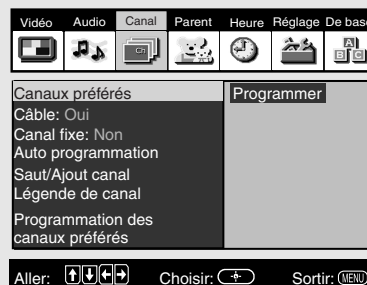 Vidéo Audio Canal Parent Heure Réglage De base
Ch
A B C
Canaux préférés Programmer
Câble: Oui
Canal fixe: Non
Auto programmation
Saut/Ajout canal
Légende de canal
Programmation des
canaux préférés
Aller: Choisir: Sortir: MENU